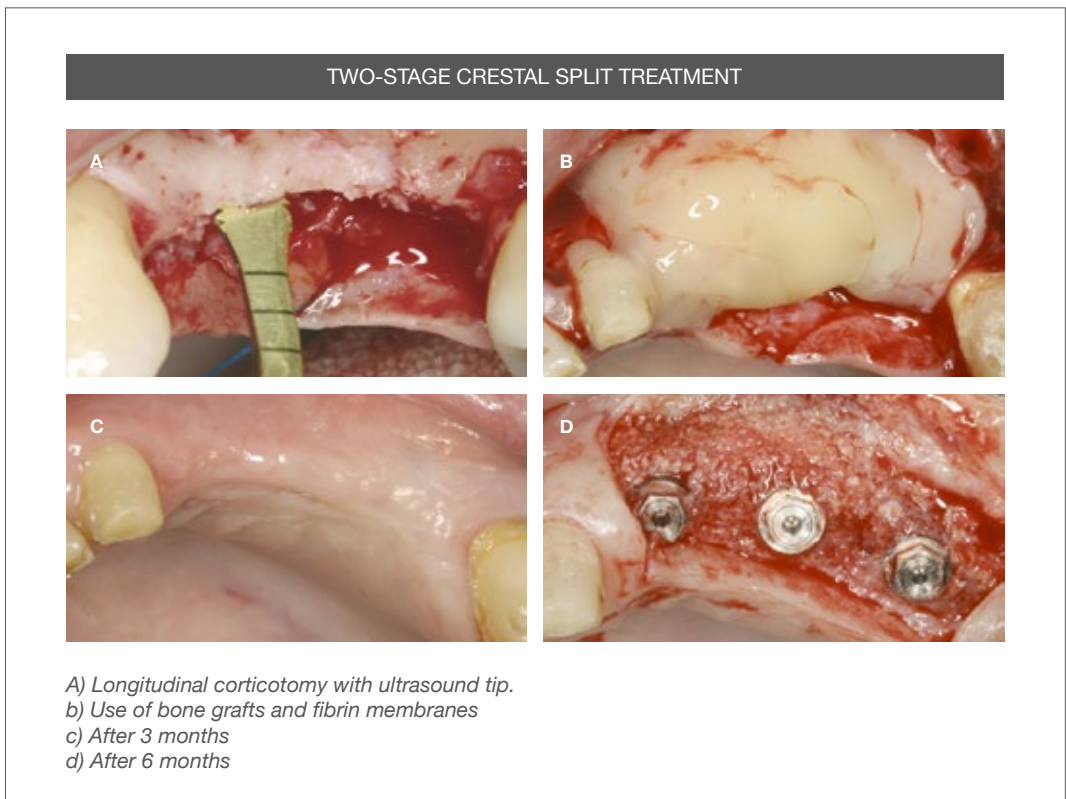 TWO-STAGE CRESTAL SPLIT TREATMENT
A
B
C
D
A) Longitudinal corticotomy with ultrasound tip.
b) Use of bone grafts and fibrin membranes
c) After 3 months
d) After 6 months